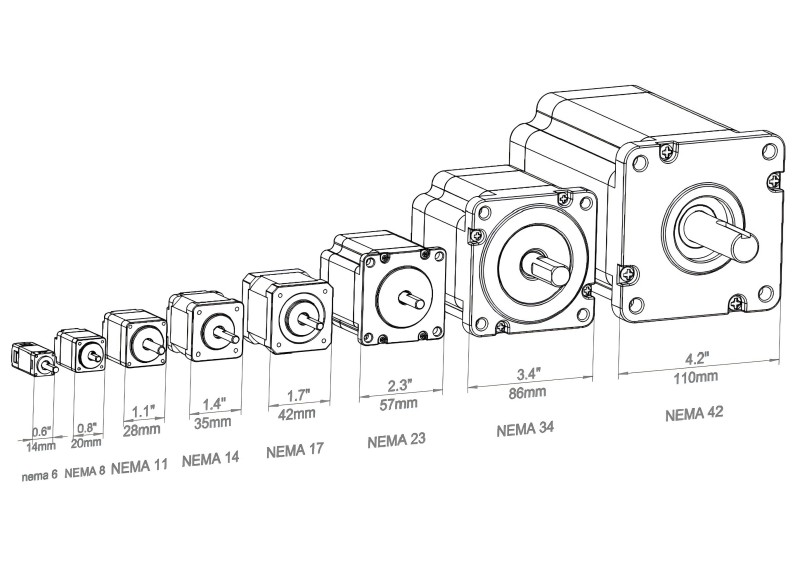 0.6"
14mm
nema 6
0.8"
20mm
NEMA 8
1.1"
28mm
NEMA 11
1.4"
35mm
NEMA 14
1.7"
42mm
NEMA 17
2.3"
57mm
NEMA 23
3.4"
86mm
NEMA 34
4.2"
110mm
NEMA 42